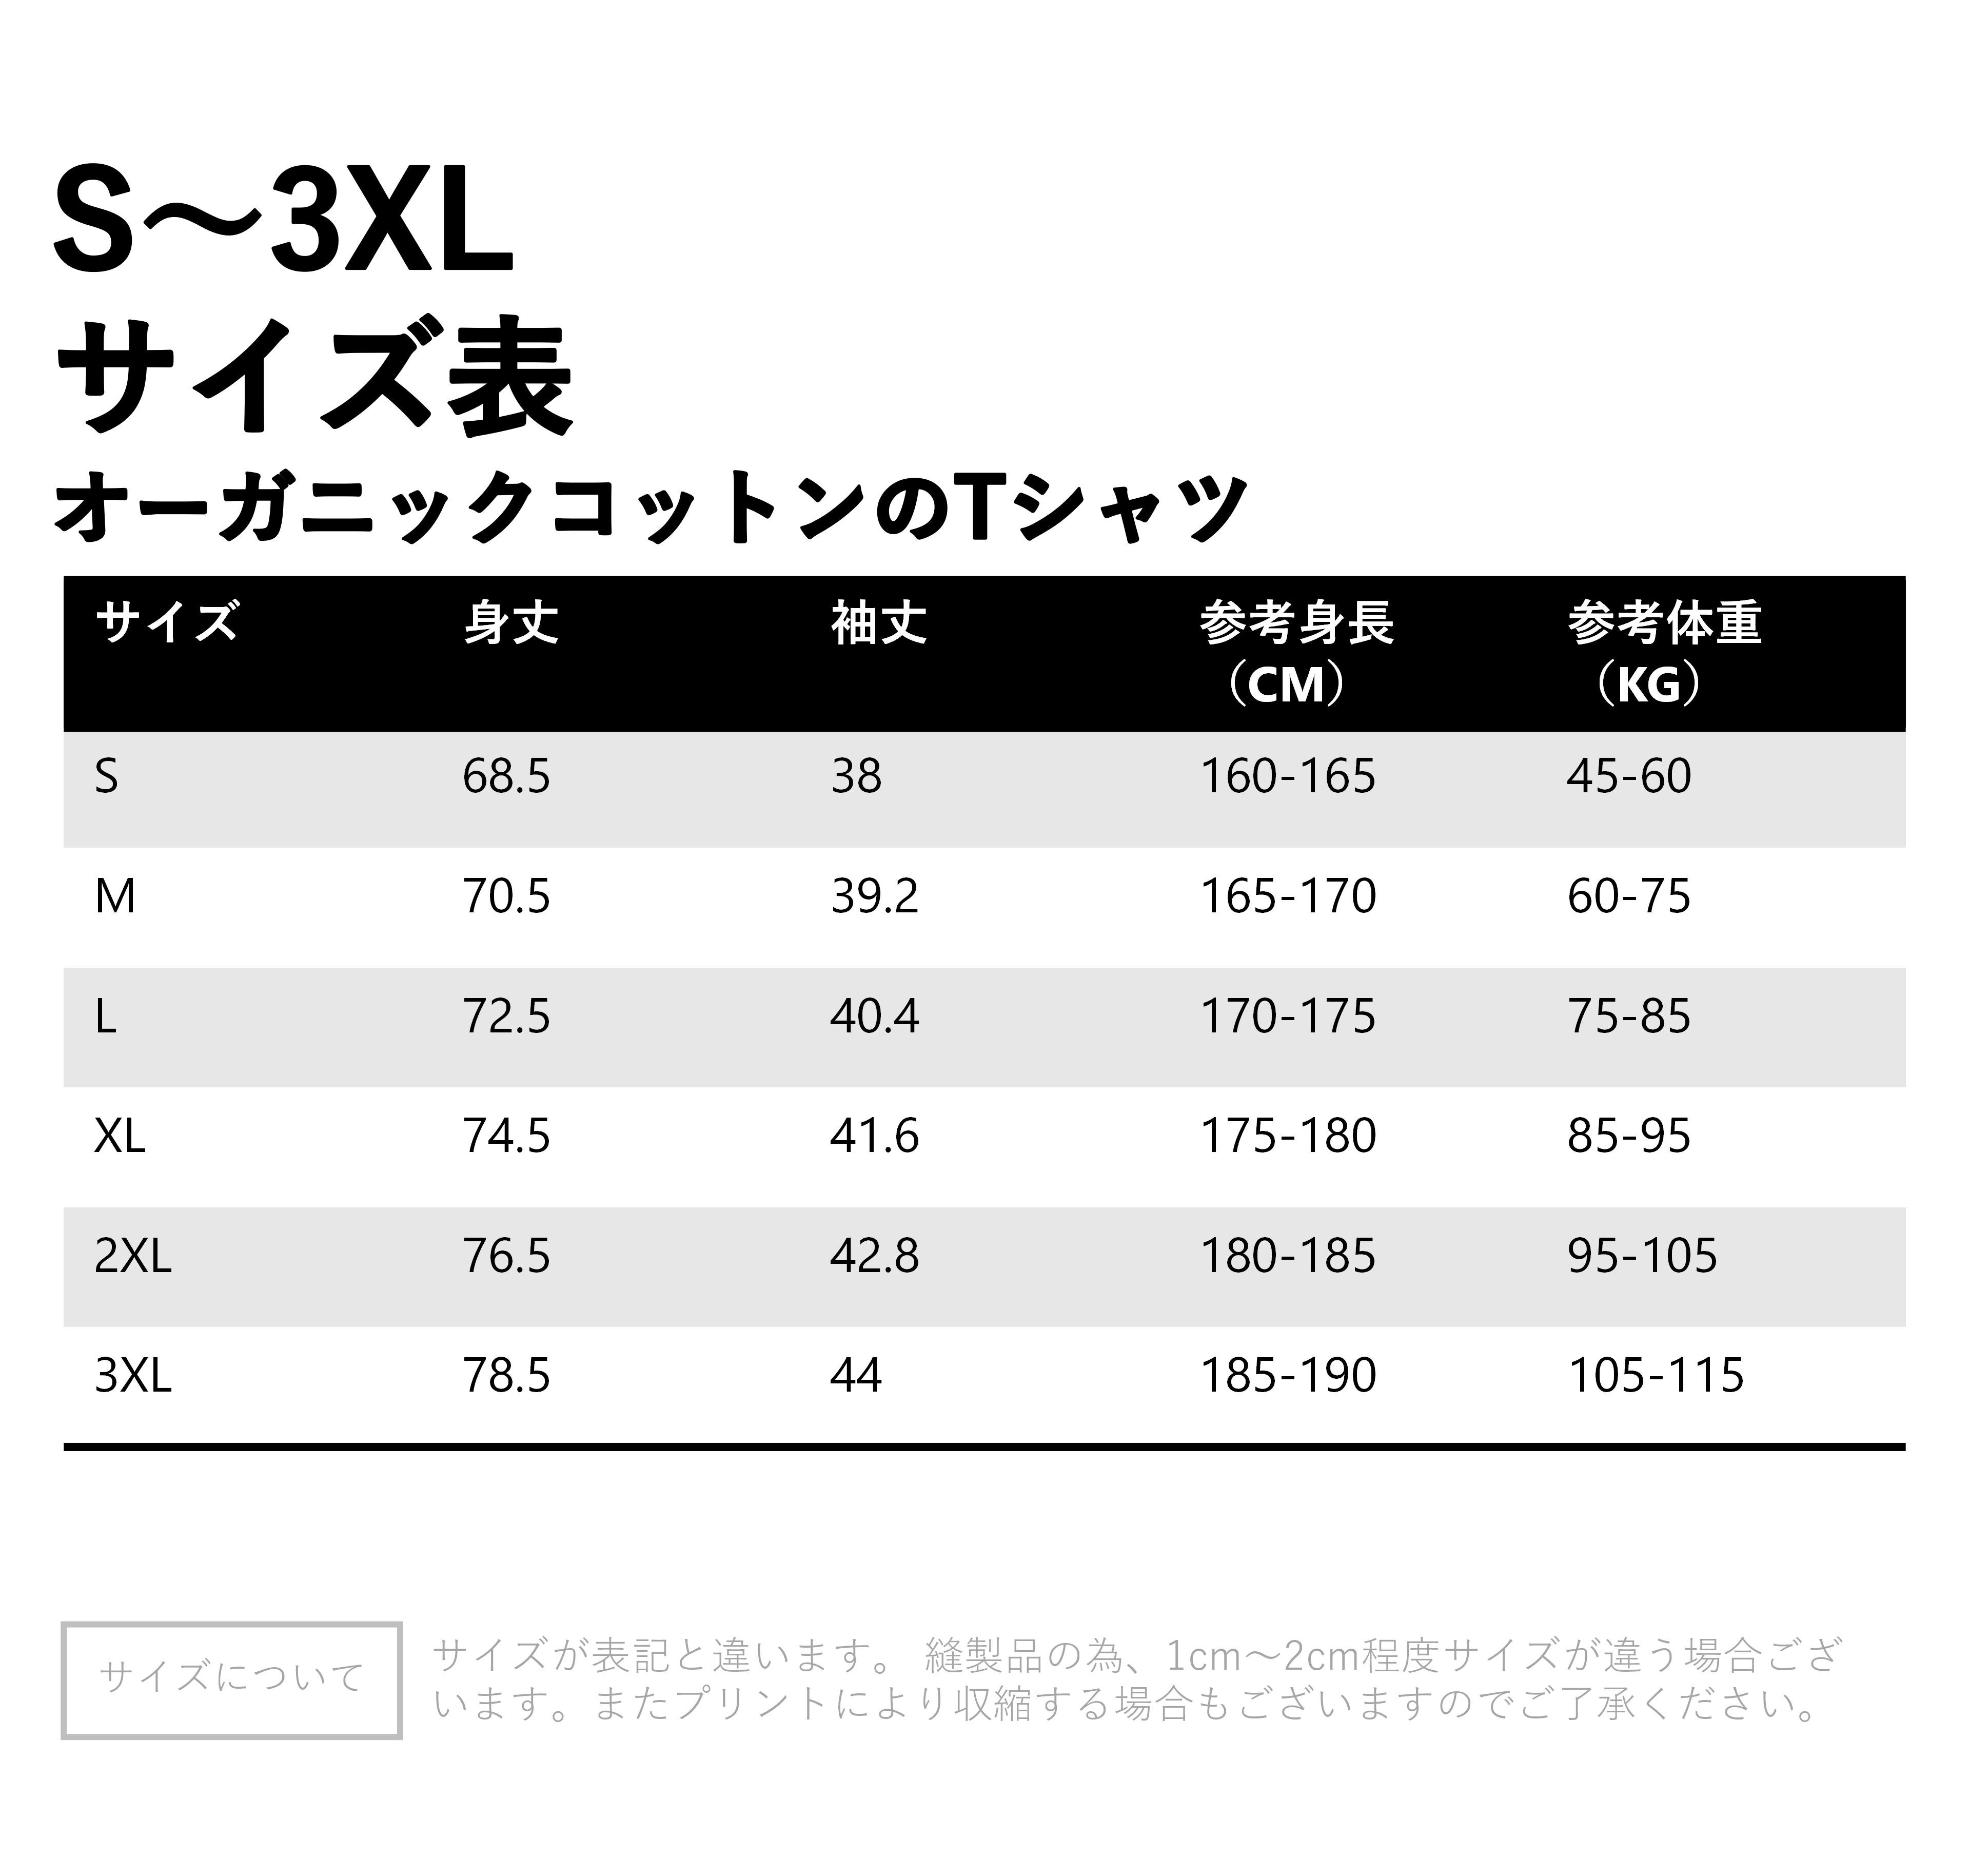 S～3XL
サイズ表
オーガニックコットンのTシャツ
サイズ 身丈 袖丈 参考身長 参考体重
（CM） （KG）
S 68.5 38 160-165 45-60
M 70.5 39.2 165-170 60-75
L 72.5 40.4 170-175 75-85
XL 74.5 41.6 175-180 85-95
2XL 76.5 42.8 180-185 95-105
3XL 78.5 44 185-190 105-115
サイズについて
サイズが表記と違います。 縫製品の為、1cm～2cm程度サイズが違う場合ござ
います。またプリントにより収縮する場合もございますのでご了承ください。